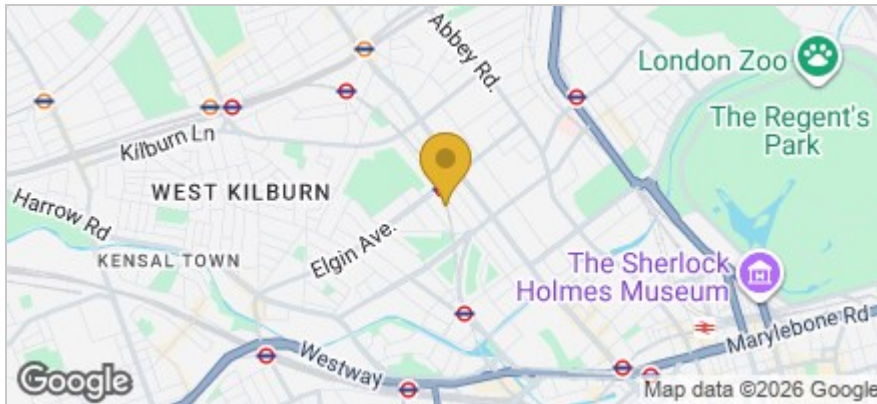 Abbey Rd.
London Zoo
The Regent's
Park
Kilburn Ln
WEST KILBURN
Harrow Rd
Elgin Ave.
KENSAL TOWN
The Sherlock
Holmes Museum
Westway
Marylebone Rd
Google
Map data ©2026 Google